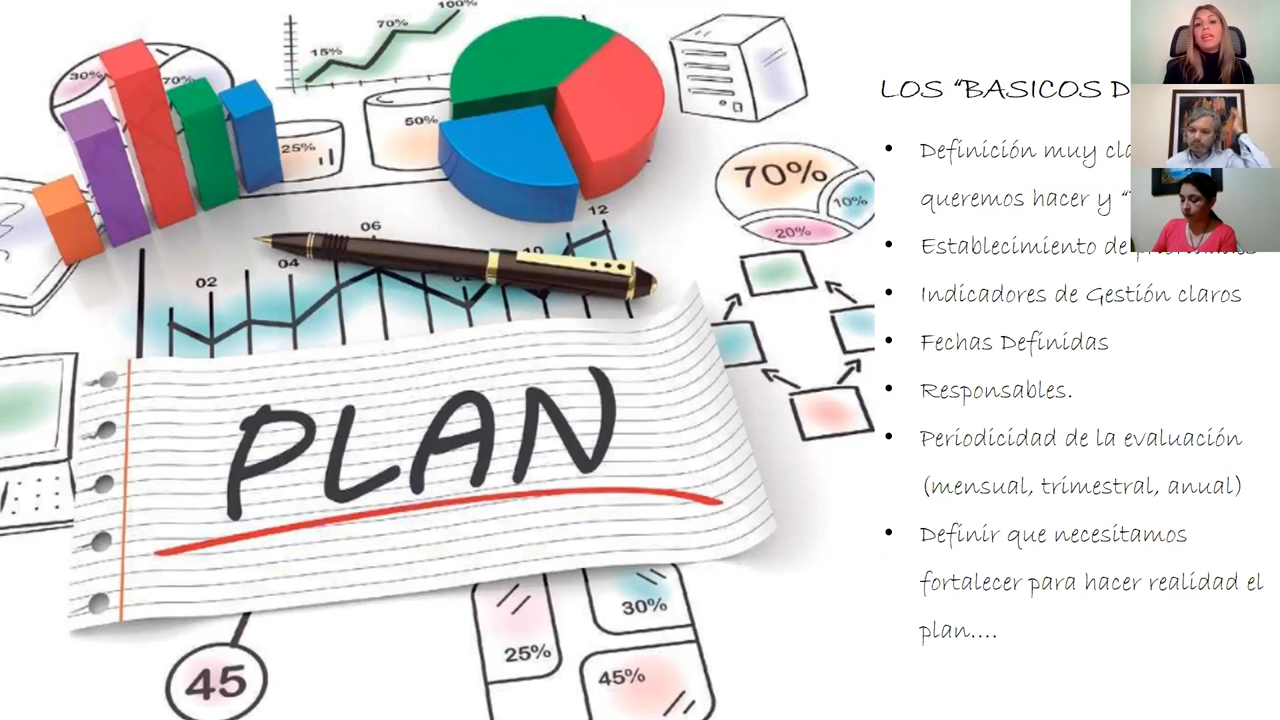 100%
70%
15%
30%
70%
50%
25%
70%
10%
20%
12
06
10
04
02
PLAN
30%
25%
45%
45
LOS “BASICOS D
Definición muy
queremos hacer y
Establecimiento de
Indicadores de Gestión claros
Fechas Definidas
Responsables.
Periodicidad de la evaluación
(mensual, trimestral, anual)
Definir que necesitamos
fortalecer para hacer realidad el
plan....